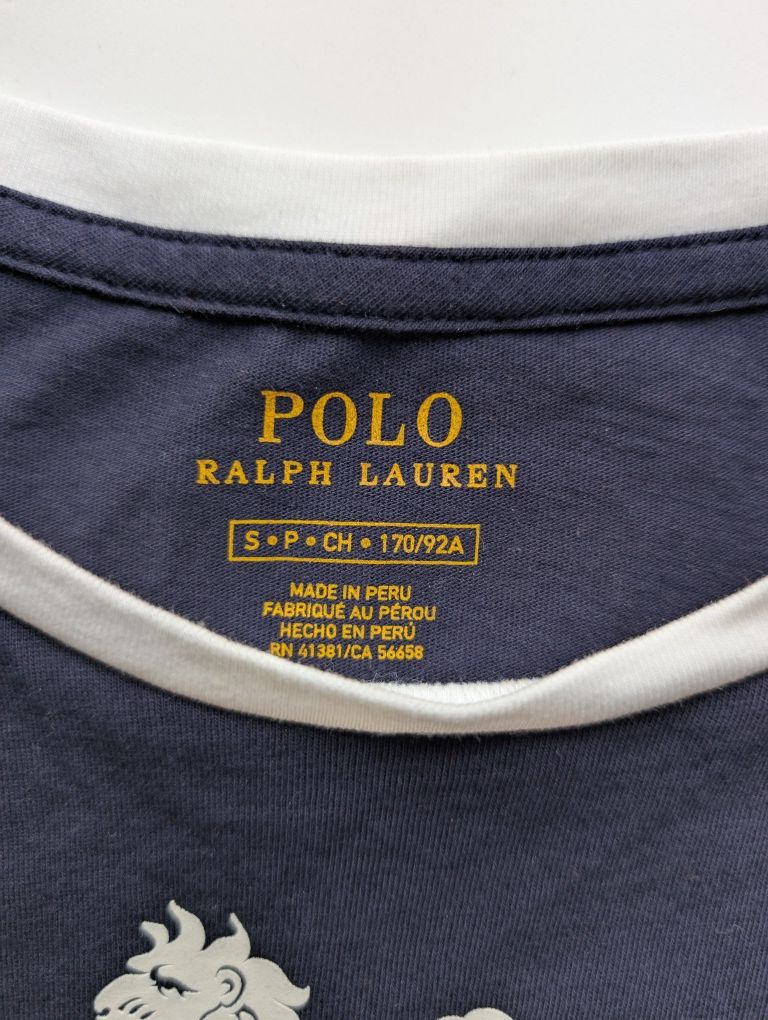 POLO
RALPH LAUREN
S • P • CH • 170/92A
MADE IN PERU
FABRIQUÉ AU PÉROU
HECHO EN PERÚ
RN 41381/CA 56658